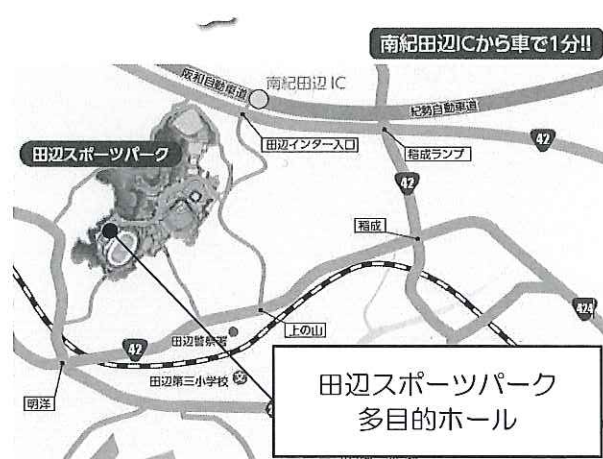 南紀田辺ICから車で1分!!
阪和自動車道
南紀田辺 IC
紀勢自動車道
田辺スポーツパーク
田辺インター入口
稲成ランプ
42
42
稲成
424
上の山
田辺警察署
42
田辺第三小学校
文
明洋
田辺スポーツパーク
多目的ホール